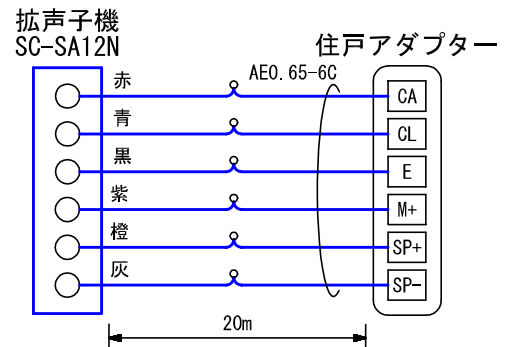 拡声子機
SC-SA12N
住戸アダプター
AE0.65-6C
赤
CA
青
CL
黒
E
紫
M+
橙
SP+
灰
SP-
20m